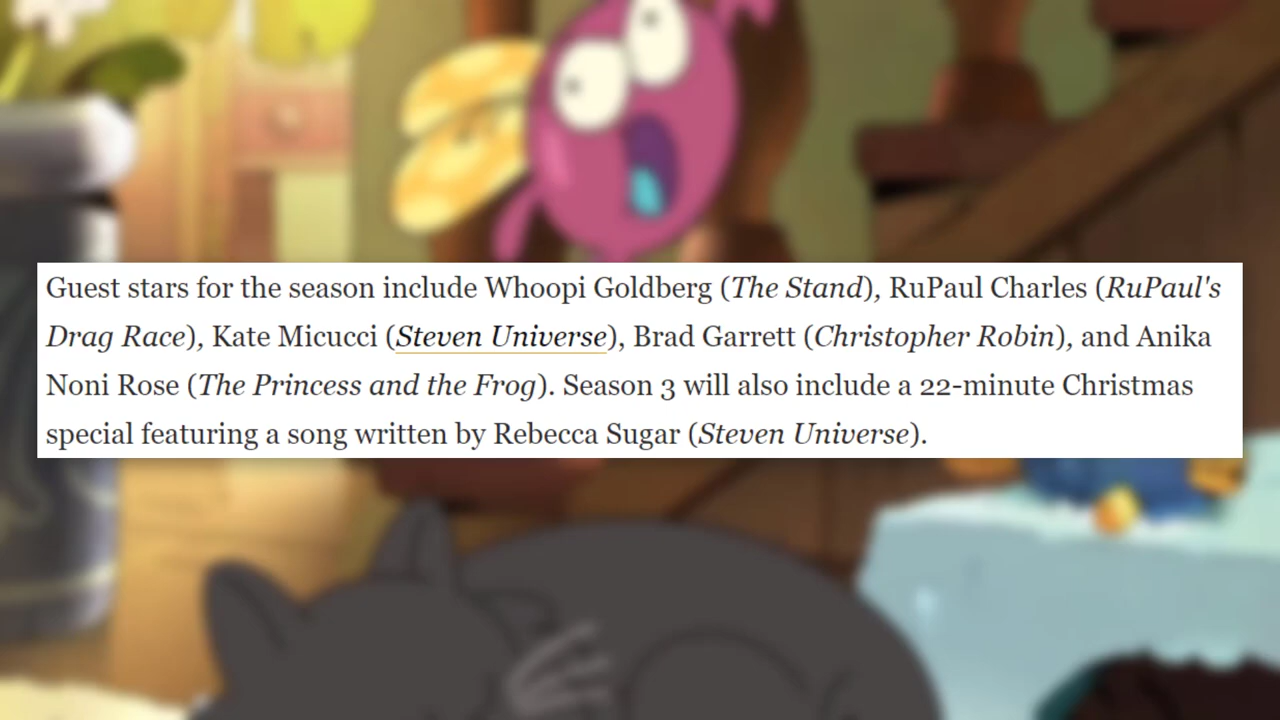 Guest stars for the season include Whoopi Goldberg (The Stand), RuPaul Charles (RuPaul's
Drag Race), Kate Micucci (Steven Universe), Brad Garrett (Christopher Robin), and Anika
Noni Rose (The Princess and the Frog). Season 3 will also include a 22-minute Christmas
special featuring a song written by Rebecca Sugar (Steven Universe).